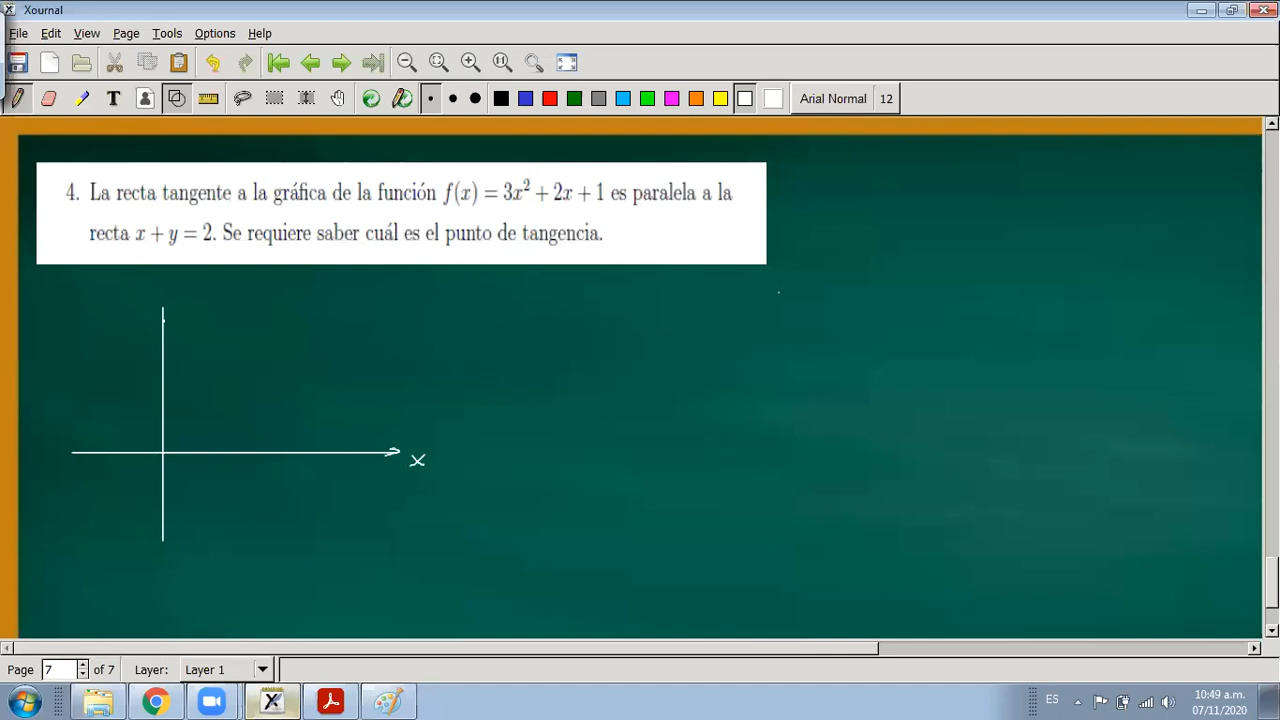 Xournal
File Edit View Page Tools Options Help
Arial Normal 12
4. La recta tangente a la gráfica de la función f(x) = 3x² + 2x + 1 es paralela a la
recta x + y = 2. Se requiere saber cuál es el punto de tangencia.
x
Page 7 of 7 Layer: Layer 1
ES 10:49 a.m.
07/11/2020